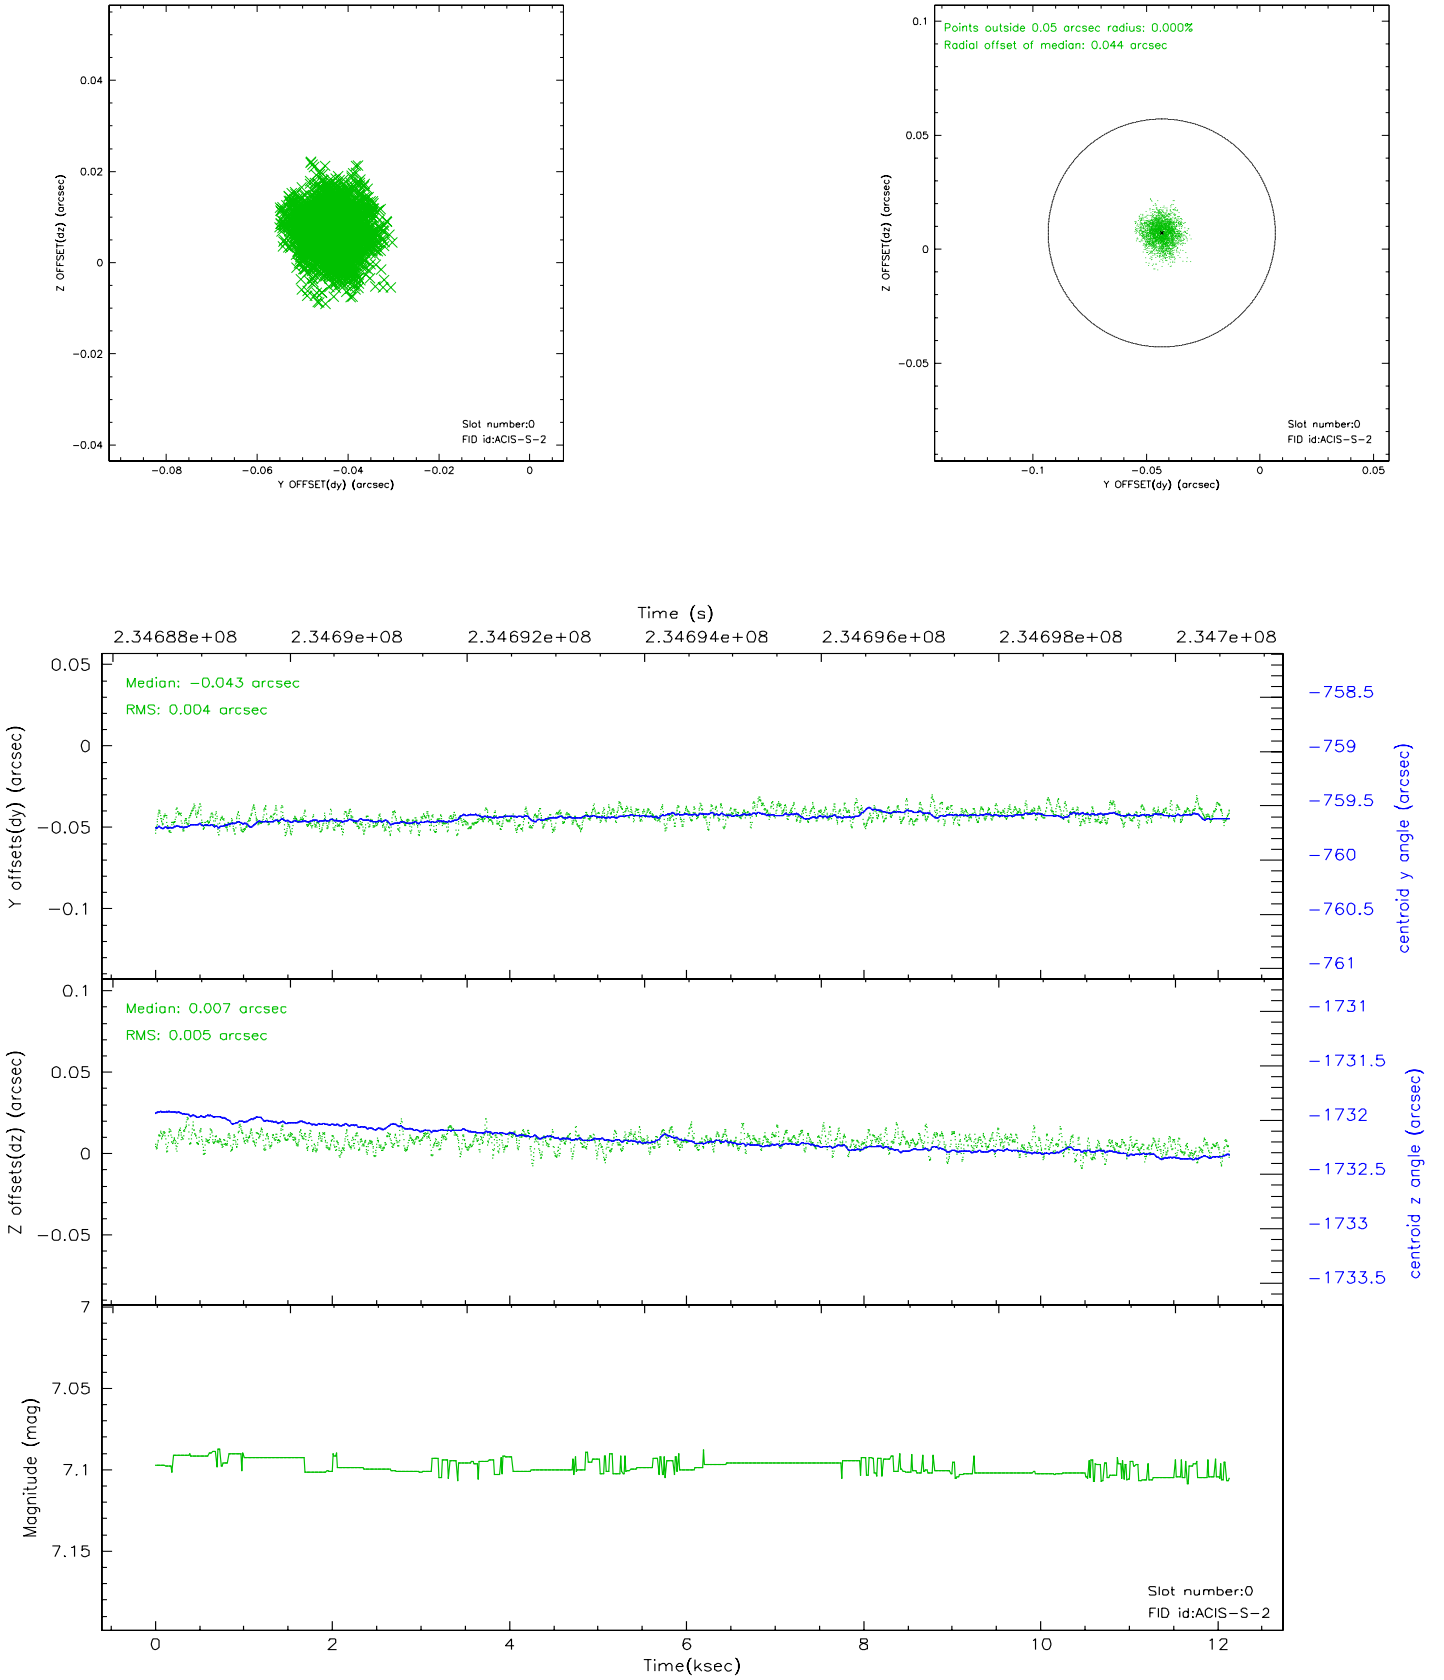 0.04
0.02
0
−0.02
−0.04
Z OFFSET(dz) (arcsec)
Slot number:0
FID id:ACIS−S−2
−0.08
−0.06
−0.04
−0.02
0
Y OFFSET(dy) (arcsec)
Points outside 0.05 arcsec radius: 0.000%
Radial offset of median: 0.044 arcsec
0.1
0.05
0
−0.05
Z OFFSET(dz) (arcsec)
Slot number:0
FID id:ACIS−S−2
−0.1
−0.05
0
0.05
Y OFFSET(dy) (arcsec)
Time (s)
2.34688e+08
2.3469e+08
2.34692e+08
2.34694e+08
2.34696e+08
2.34698e+08
2.347e+08
Median: −0.043 arcsec
RMS: 0.004 arcsec
0.05
0
−0.05
−0.1
Y offsets(dy) (arcsec)
−758.5
−759
−759.5
−760
−760.5
−761
centroid y angle (arcsec)
Median: 0.007 arcsec
RMS: 0.005 arcsec
0.1
0.05
0
−0.05
Z offsets(dz) (arcsec)
−1731
−1731.5
−1732
−1732.5
−1733
−1733.5
centroid z angle (arcsec)
7
7.05
7.1
7.15
Magnitude (mag)
Slot number:0
FID id:ACIS−S−2
0
2
4
6
8
10
12
Time(ksec)